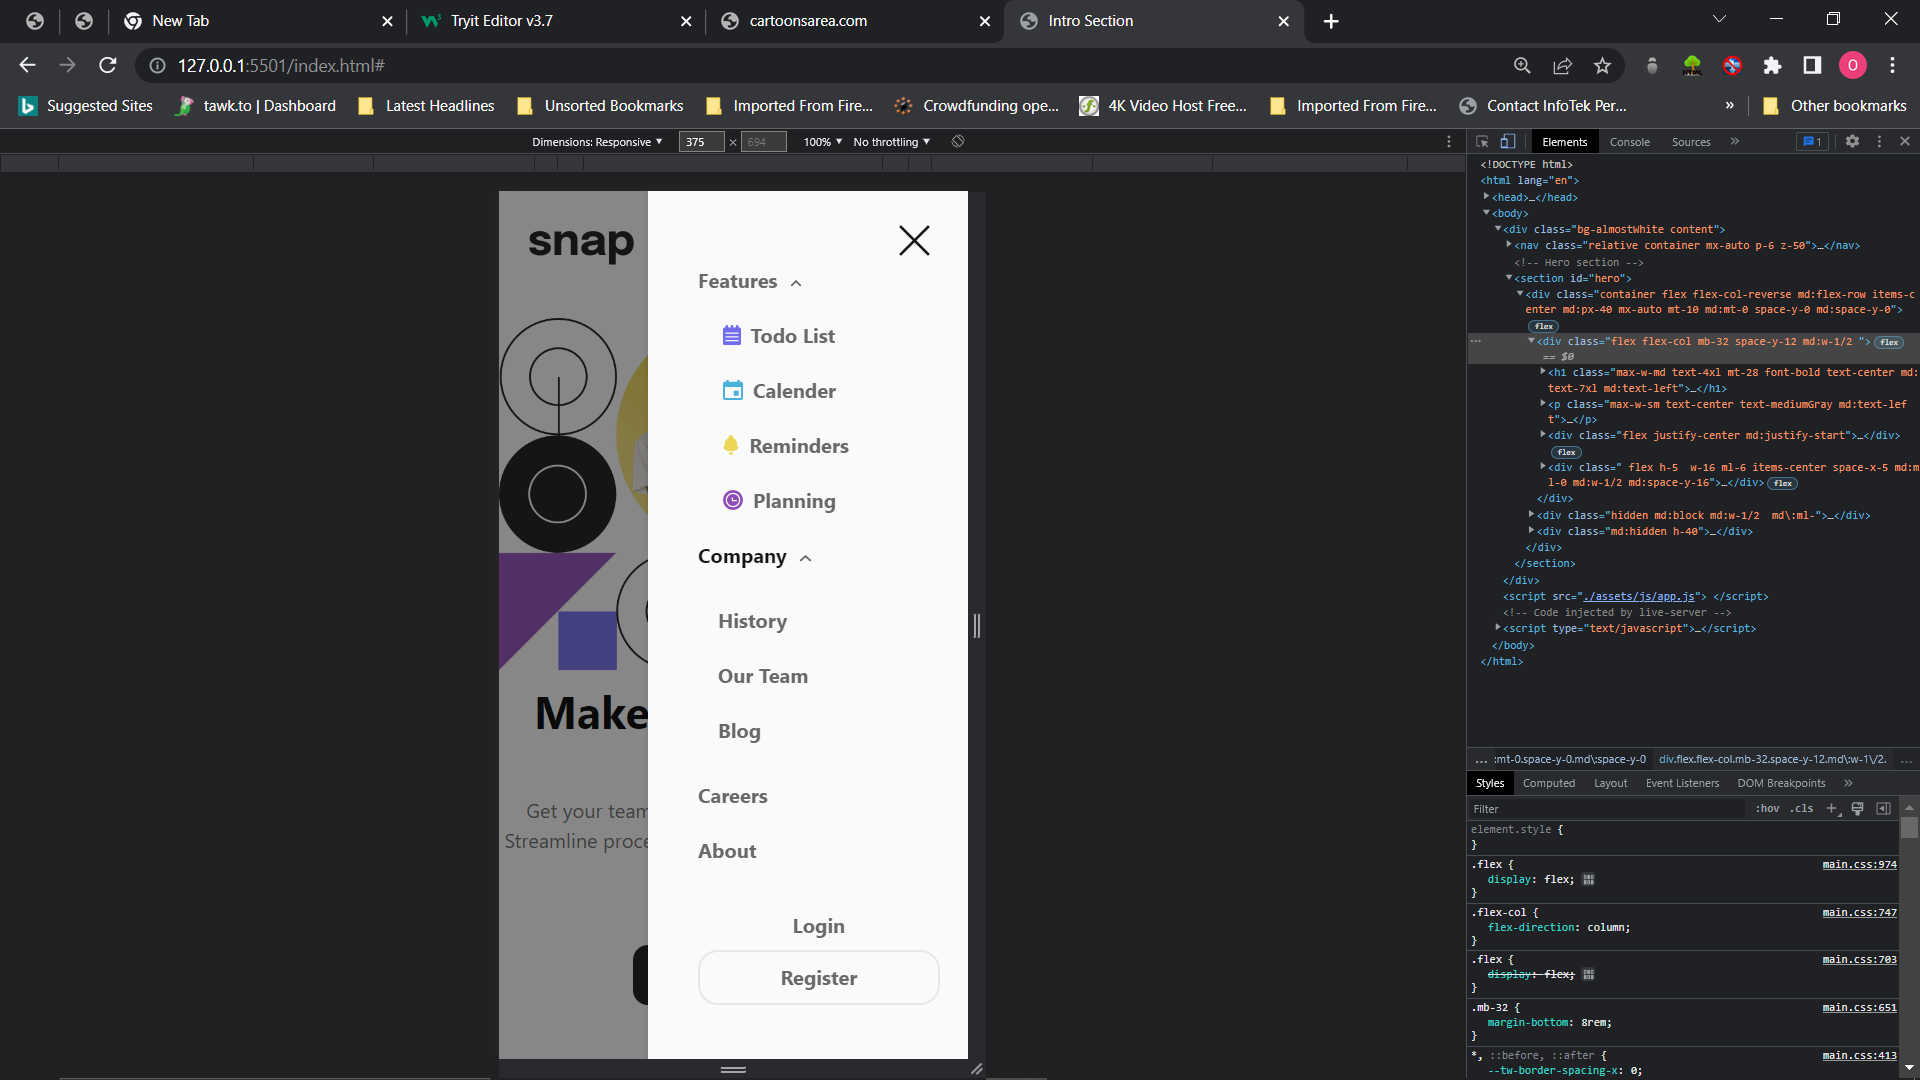 New Tab
Tryit Editor v3.7
cartoonsarea.com
Intro Section
127.0.0.1:5501/index.html#
O
Suggested Sites
tawk.to | Dashboard
Latest Headlines
Unsorted Bookmarks
Imported From Fire...
Crowdfunding ope...
4K Video Host Free...
Imported From Fire...
Contact InfoTek Per...
»
Other bookmarks
Dimensions: Responsive
375 × 694
100%
No throttling
Elements
Console
Sources
»
1
snap
Make
Get your team
Streamline proce
Features
Todo List
Calender
Reminders
Planning
Company
History
Our Team
Blog
Careers
About
Login
Register
<!DOCTYPE html>
<html lang="en">
<head>…</head>
<body>
<div class="bg-almostWhite content">
<nav class="relative container mx-auto p-6 z-50">…</nav>
<!-- Hero section -->
<section id="hero">
<div class="container flex flex-col-reverse md:flex-row items-c
enter md:px-40 mx-auto mt-10 md:mt-0 space-y-0 md:space-y-0">
flex
<div class="flex flex-col mb-32 space-y-12 md:w-1/2 "> flex
== $0
<h1 class="max-w-md text-4xl mt-28 font-bold text-center md:
text-7xl md:text-left">…</h1>
<p class="max-w-sm text-center text-mediumGray md:text-lef
t">…</p>
<div class="flex justify-center md:justify-start">…</div>
flex
<div class=" flex h-5  w-16 ml-6 items-center space-x-5 md:m
l-0 md:w-1/2 md:space-y-16">…</div> flex
</div>
<div class="hidden md:block md:w-1/2  md\:ml-">…</div>
<div class="md:hidden h-40">…</div>
</div>
</section>
</div>
<script src="./assets/js/app.js"> </script>
<!-- Code injected by live-server -->
<script type="text/javascript">…</script>
</body>
</html>
... :mt-0.space-y-0.md\:space-y-0 div.flex.flex-col.mb-32.space-y-12.md\:w-1\/2. ...
Styles
Computed
Layout
Event Listeners
DOM Breakpoints
»
Filter
:hov
.cls
+
element.style {
}
.flex { main.css:974
display: flex;
}
.flex-col { main.css:747
flex-direction: column;
}
.flex { main.css:703
display: flex;
}
.mb-32 { main.css:651
margin-bottom: 8rem;
}
*, ::before, ::after { main.css:413
--tw-border-spacing-x: 0;